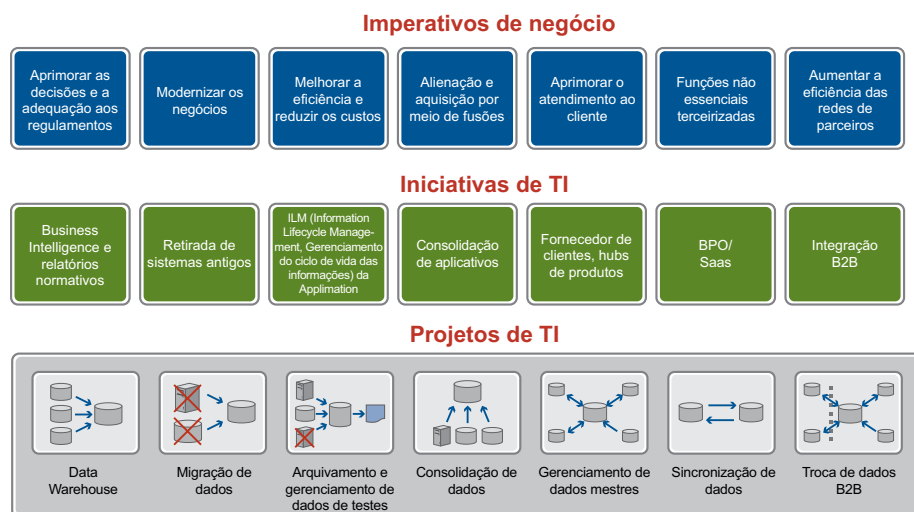 Imperativos de negócio
Aprimorar as
decisões e a
adequação aos
regulamentos
Modernizar os
negócios
Melhorar a
eficiência e
reduzir os custos
Alienação e
aquisição por
meio de fusões
Aprimorar o
atendimento ao
cliente
Funções não
essenciais
terceirizadas
Aumentar a
eficiência das
redes de
parceiros
Iniciativas de TI
Business
Intelligence e
relatórios
normativos
Retirada de
sistemas antigos
ILM (Information
Lifecycle Manage-
ment, Gerenciamento
do ciclo de vida das
informações) da
Applimation
Consolidação
de aplicativos
Fornecedor de
clientes, hubs
de produtos
BPO/
Saas
Integração
B2B
Projetos de TI
Data
Warehouse
Migração de
dados
Arquivamento e
gerenciamento de
dados de testes
Consolidação de
dados
Gerenciamento de
dados mestres
Sincronização de
dados
Troca de dados
B2B